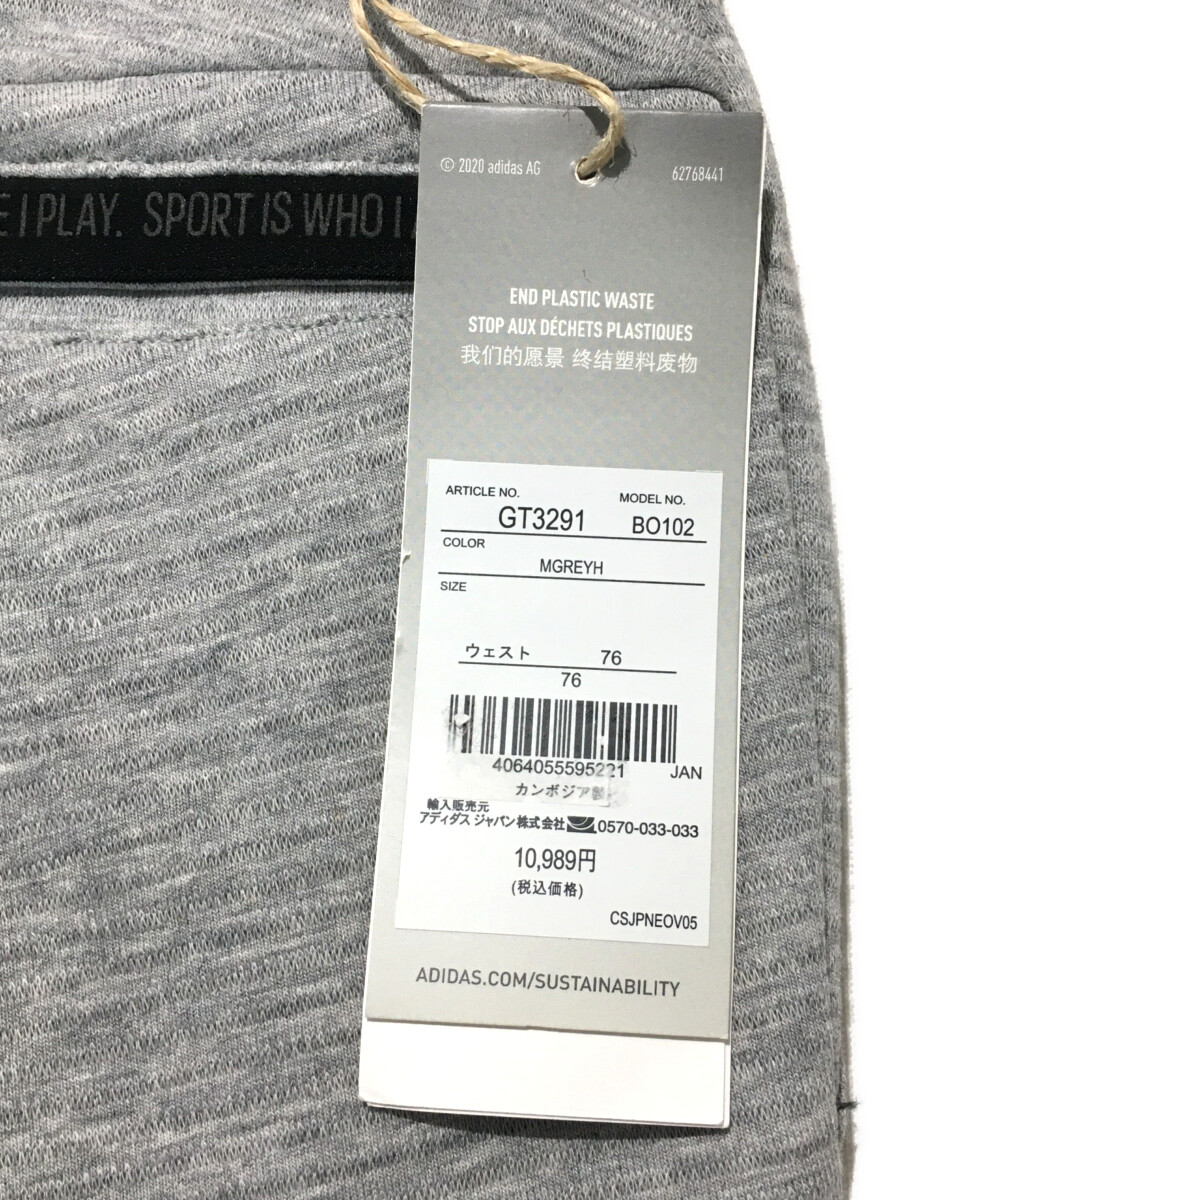 © 2020 adidas AG 62768441
E I PLAY. SPORT IS WHO I
END PLASTIC WASTE
STOP AUX DÉCHETS PLASTIQUES
我们的愿景 终结塑料废物
ARTICLE NO. MODEL NO.
GT3291 BO102
COLOR
MGREYH
SIZE
ウェスト 76
76
4064055595221 JAN
カンボジア製
輸入販売元
アディダス ジャパン株式会社 0570-033-033
10,989円
(税込価格)
CSJPNEOV05
ADIDAS.COM/SUSTAINABILITY